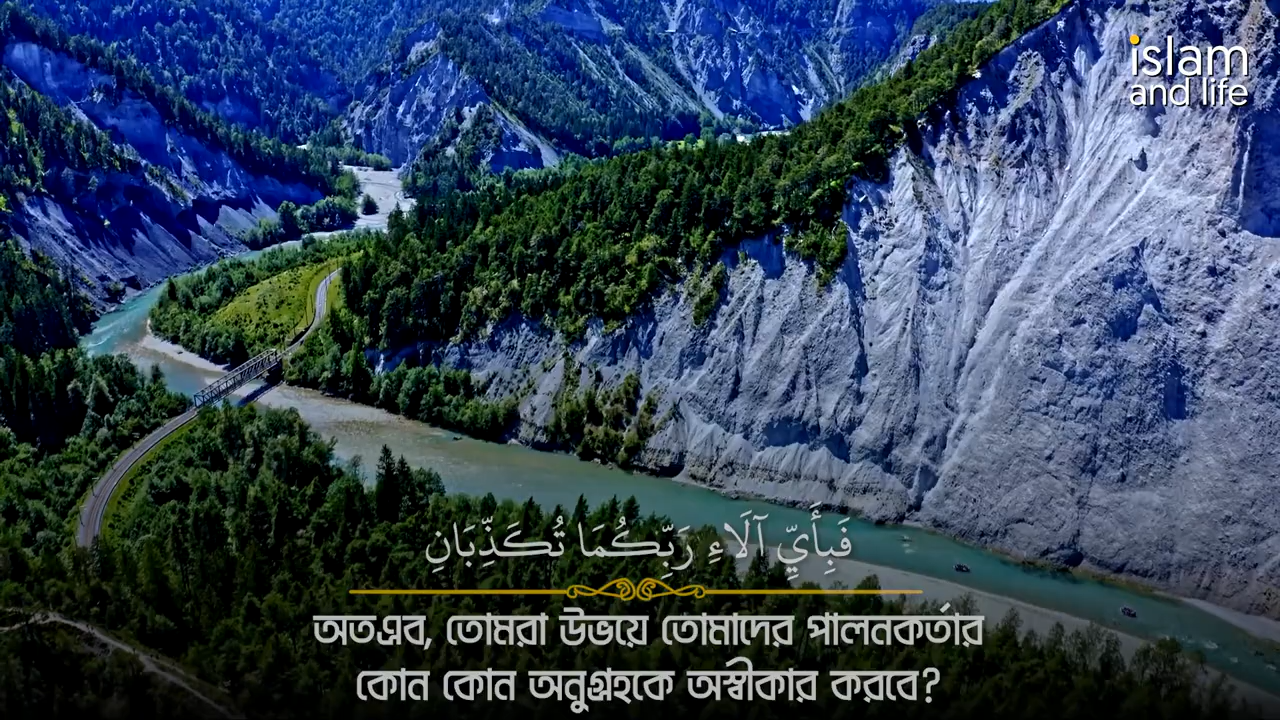 islam
and life
فَبِأَيِّ آلَاءِ رَبِّكُمَا تُكَذِّبَانِ
অতএব, তোমরা উভয়ে তোমাদের পালনকর্তার
কোন কোন অনুগ্রহকে অস্বীকার করবে?